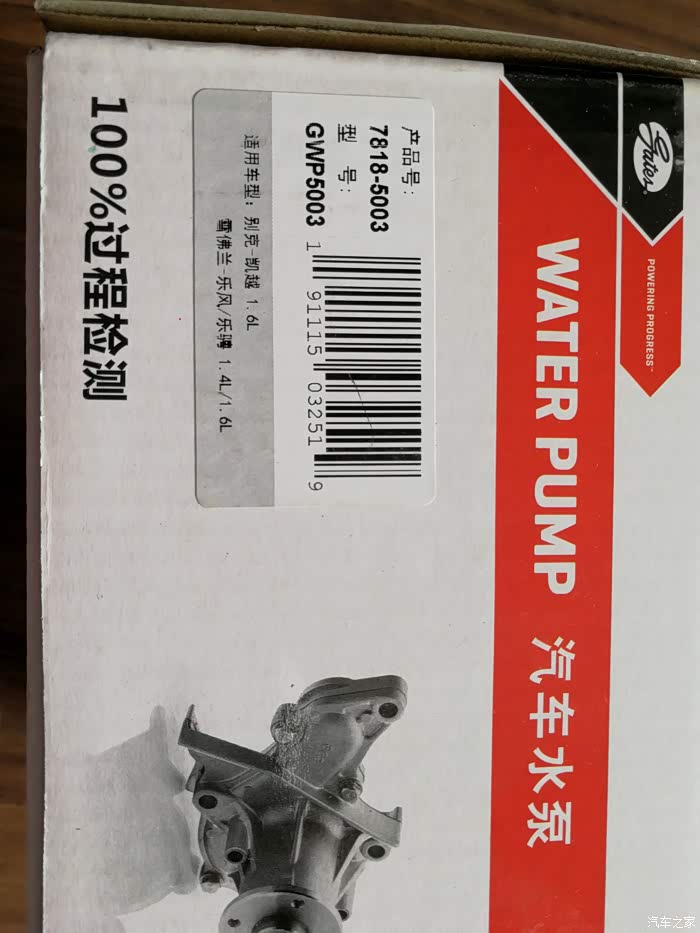 Gates
POWERING PROGRESS™
WATER PUMP 汽车水泵
产品号:
7818-5003
型 号:
GWP5003
1 91115 03251 9
适用车型: 别克-凯越 1.6L
雪佛兰-乐风/乐骋 1.4L/1.6L
100%过程检测
汽车之家